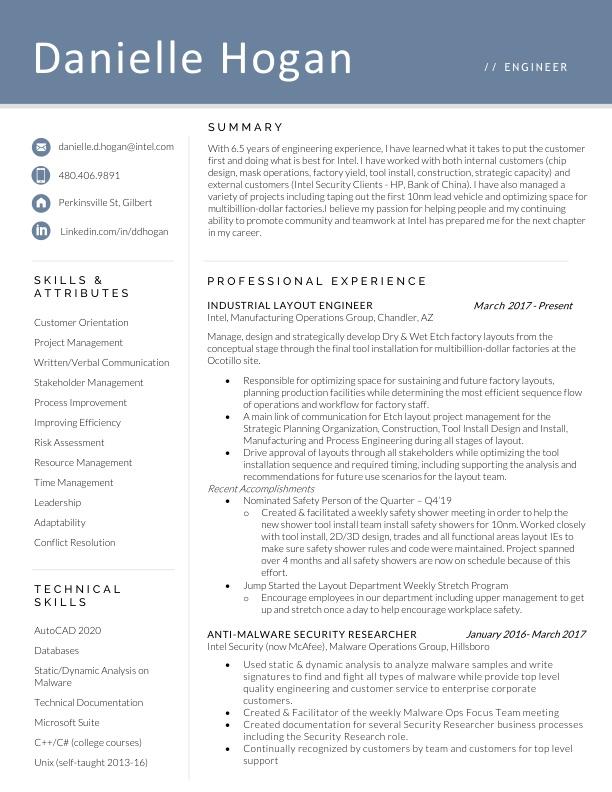 Danielle Hogan
// ENGINEER
danielle.d.hogan@intel.com
480.406.9891
Perkinsville St, Gilbert
Linkedin.com/in/ddhogan
SKILLS &
ATTRIBUTES
Customer Orientation
Project Management
Written/Verbal Communication
Stakeholder Management
Process Improvement
Improving Efficiency
Risk Assessment
Resource Management
Time Management
Leadership
Adaptability
Conflict Resolution
TECHNICAL
SKILLS
AutoCAD 2020
Databases
Static/Dynamic Analysis on
Malware
Technical Documentation
Microsoft Suite
C++/C# (college courses)
Unix (self-taught 2013-16)
SUMMARY
With 6.5 years of engineering experience, I have learned what it takes to put the customer
first and doing what is best for Intel. I have worked with both internal customers (chip
design, mask operations, factory yield, tool install, construction, strategic capacity) and
external customers (Intel Security Clients - HP, Bank of China). I have also managed a
variety of projects including taping out the first 10nm lead vehicle and optimizing space for
multibillion-dollar factories.I believe my passion for helping people and my continuing
ability to promote community and teamwork at Intel has prepared me for the next chapter
in my career.
PROFESSIONAL EXPERIENCE
INDUSTRIAL LAYOUT ENGINEER March 2017 - Present
Intel, Manufacturing Operations Group, Chandler, AZ
Manage, design and strategically develop Dry & Wet Etch factory layouts from the
conceptual stage through the final tool installation for multibillion-dollar factories at the
Ocotillo site.
• Responsible for optimizing space for sustaining and future factory layouts,
planning production facilities while determining the most efficient sequence flow
of operations and workflow for factory staff.
• A main link of communication for Etch layout project management for the
Strategic Planning Organization, Construction, Tool Install Design and Install,
Manufacturing and Process Engineering during all stages of layout.
• Drive approval of layouts through all stakeholders while optimizing the tool
installation sequence and required timing, including supporting the analysis and
recommendations for future use scenarios for the layout team.
Recent Accomplishments
• Nominated Safety Person of the Quarter – Q4'19
o Created & facilitated a weekly safety shower meeting in order to help the
new shower tool install team install safety showers for 10nm. Worked closely
with tool install, 2D/3D design, trades and all functional areas layout IEs to
make sure safety shower rules and code were maintained. Project spanned
over 4 months and all safety showers are now on schedule because of this
effort.
• Jump Started the Layout Department Weekly Stretch Program
o Encourage employees in our department including upper management to get
up and stretch once a day to help encourage workplace safety.
ANTI-MALWARE SECURITY RESEARCHER January 2016- March 2017
Intel Security (now McAfee), Malware Operations Group, Hillsboro
• Used static & dynamic analysis to analyze malware samples and write
signatures to find and fight all types of malware while provide top level
quality engineering and customer service to enterprise corporate
customers.
• Created & Facilitator of the weekly Malware Ops Focus Team meeting
• Created documentation for several Security Researcher business processes
including the Security Research role.
• Continually recognized by customers by team and customers for top level
support